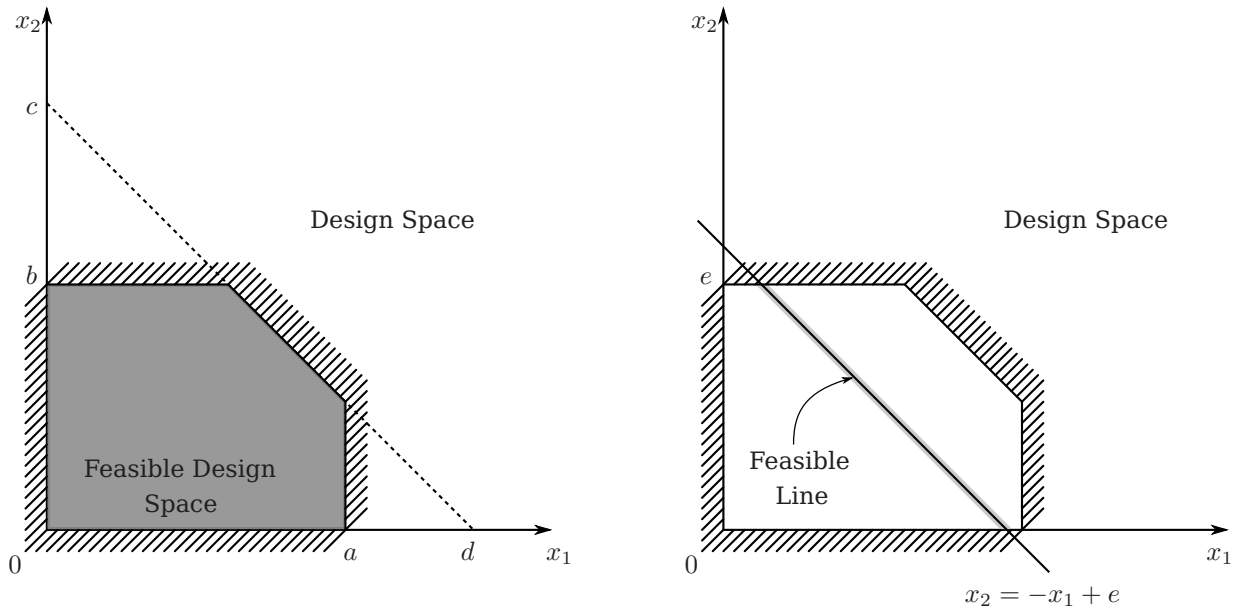 x₂
c
Design Space
b
Feasible Design
Space
0
a
d
x₁
x₂
Design Space
e
Feasible
Line
0
x₁
x₂ = −x₁ + e